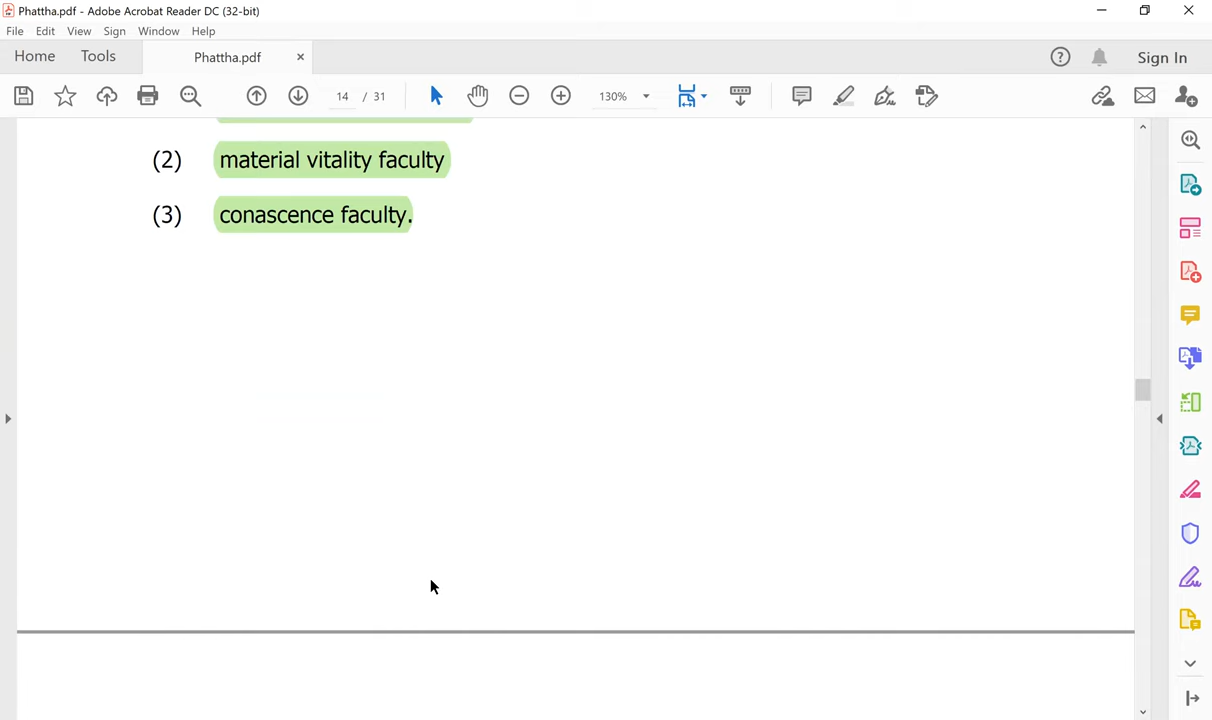 Phattha.pdf - Adobe Acrobat Reader DC (32-bit)
File Edit View Sign Window Help
Home Tools Phattha.pdf × Sign In
14 / 31 130%
(2) material vitality faculty
(3) conascence faculty.